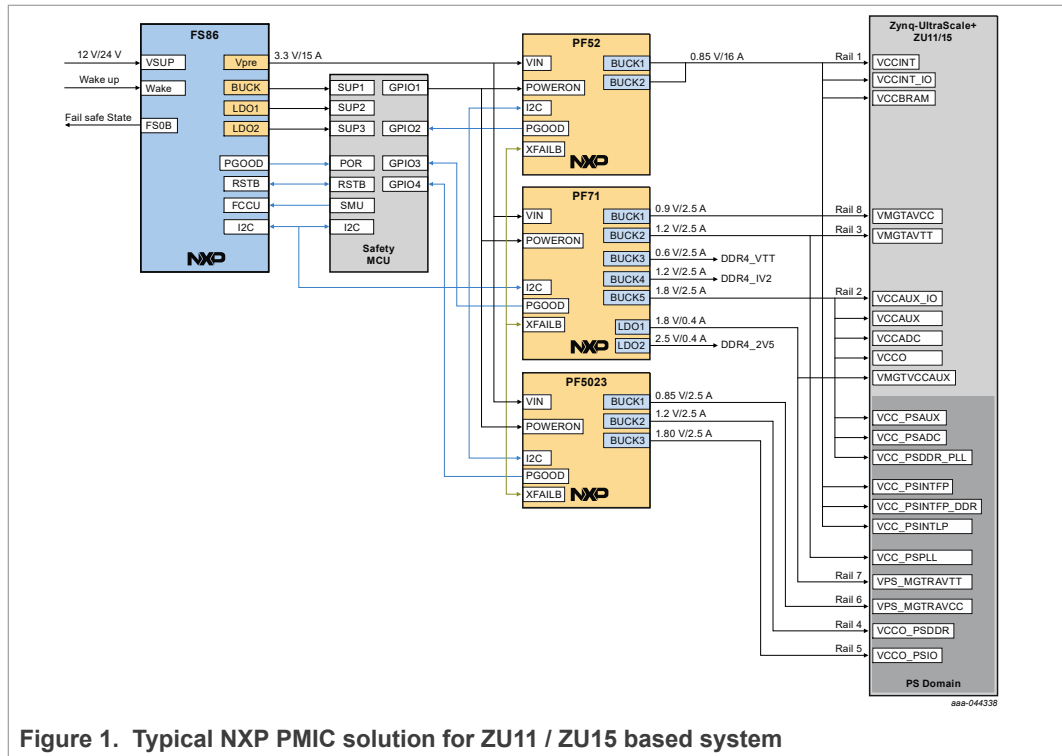 FS86
12 V/24 V
VSUP
Wake up
Wake
Fail safe State
FS0B
Vpre
3.3 V/15 A
BUCK
LDO1
LDO2
PGOOD
RSTB
FCCU
I2C
NXP
SUP1
GPIO1
SUP2
SUP3
GPIO2
POR
GPIO3
RSTB
GPIO4
SMU
I2C
Safety
MCU
PF52
VIN
BUCK1
0.85 V/16 A
BUCK2
POWERON
I2C
PGOOD
XFAILB
NXP
PF71
VIN
BUCK1
0.9 V/2.5 A
BUCK2
1.2 V/2.5 A
POWERON
BUCK3
0.6 V/2.5 A
DDR4_VTT
BUCK4
1.2 V/2.5 A
DDR4_IV2
I2C
BUCK5
1.8 V/2.5 A
PGOOD
XFAILB
LDO1
1.8 V/0.4 A
LDO2
2.5 V/0.4 A
DDR4_2V5
NXP
PF5023
VIN
BUCK1
0.85 V/2.5 A
BUCK2
1.2 V/2.5 A
POWERON
BUCK3
1.80 V/2.5 A
I2C
PGOOD
XFAILB
NXP
Zynq-UltraScale+
ZU11/15
Rail 1
VCCINT
VCCINT_IO
VCCBRAM
Rail 8
VMGTAVCC
Rail 3
VMGTAVTT
Rail 2
VCCAUX_IO
VCCAUX
VCCADC
VCCO
VMGTVCCAUX
VCC_PSAUX
VCC_PSADC
VCC_PSDDR_PLL
VCC_PSINTFP
VCC_PSINTFP_DDR
VCC_PSINTLP
VCC_PSPLL
Rail 7
VPS_MGTRAVTT
Rail 6
VPS_MGTRAVCC
Rail 4
VCCO_PSDDR
Rail 5
VCCO_PSIO
PS Domain
aaa-044338
Figure 1. Typical NXP PMIC solution for ZU11 / ZU15 based system